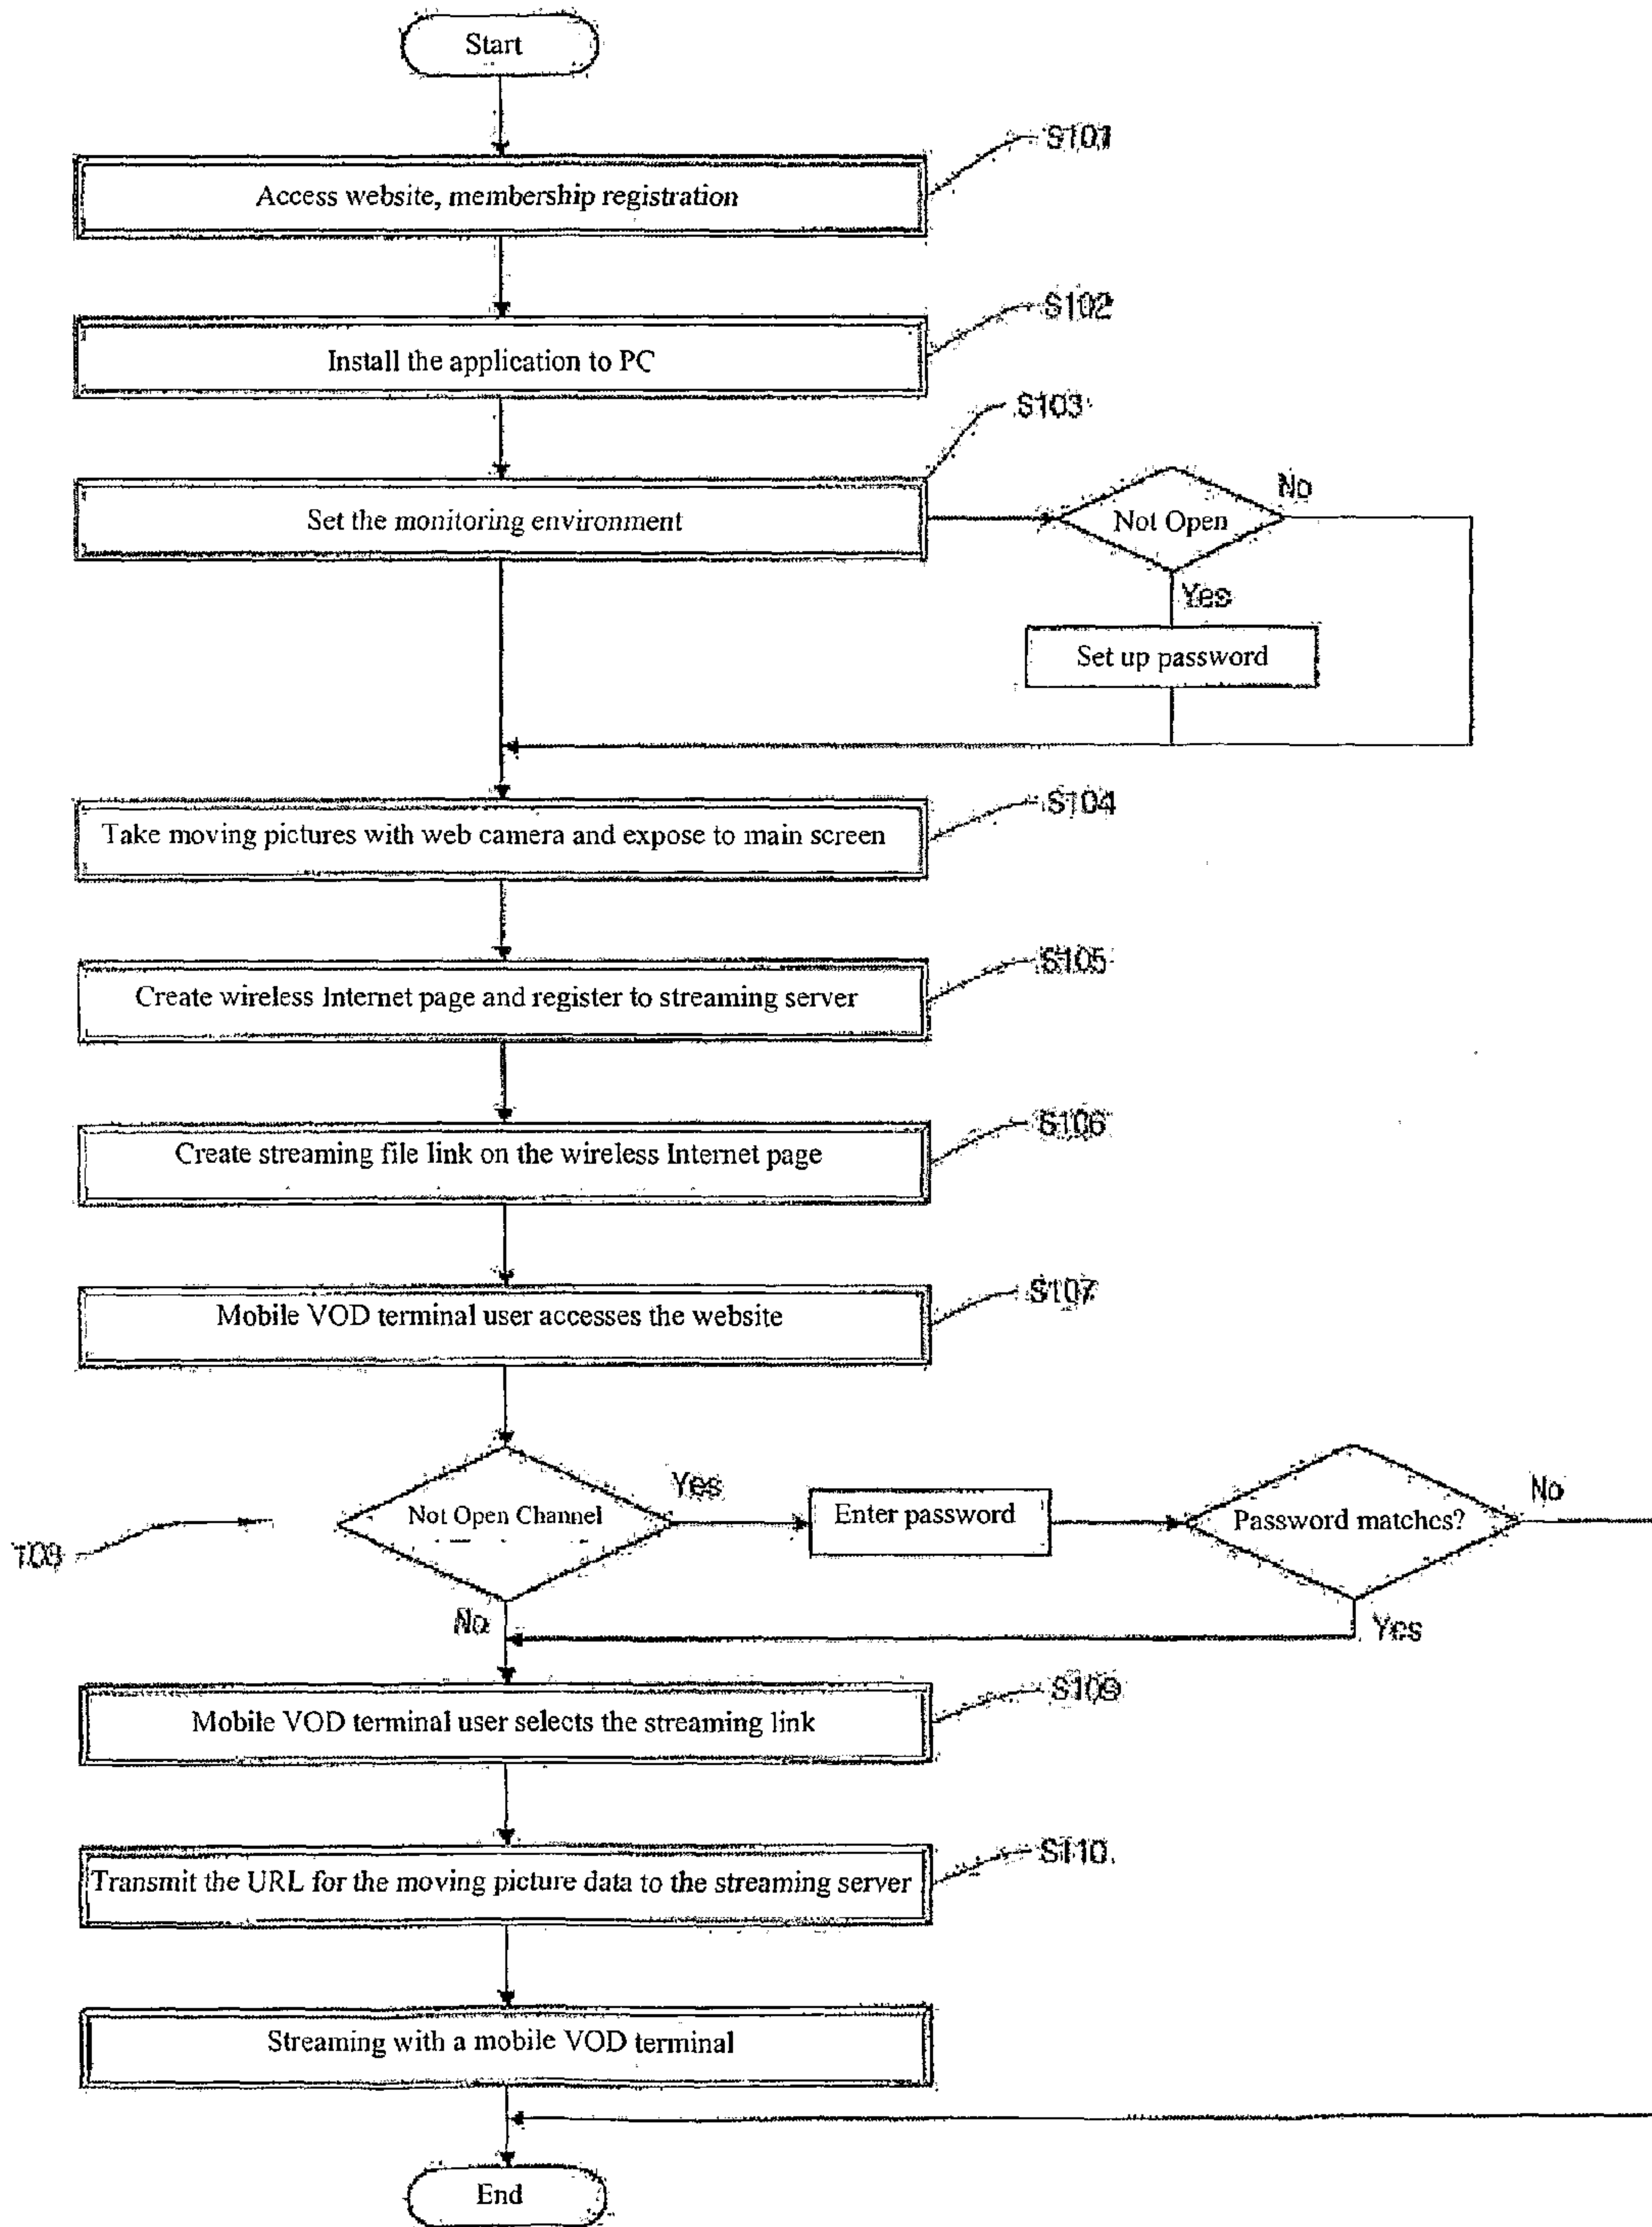 Start
S101
Access website, membership registration
S102
Install the application to PC
S103
Set the monitoring environment
Not Open
No
Yes
Set up password
S104
Take moving pictures with web camera and expose to main screen
S105
Create wireless Internet page and register to streaming server
S106
Create streaming file link on the wireless Internet page
S107
Mobile VOD terminal user accesses the website
Not Open Channel
Yes
Enter password
Password matches?
No
108
No
Yes
S109
Mobile VOD terminal user selects the streaming link
S110
Transmit the URL for the moving picture data to the streaming server
Streaming with a mobile VOD terminal
End